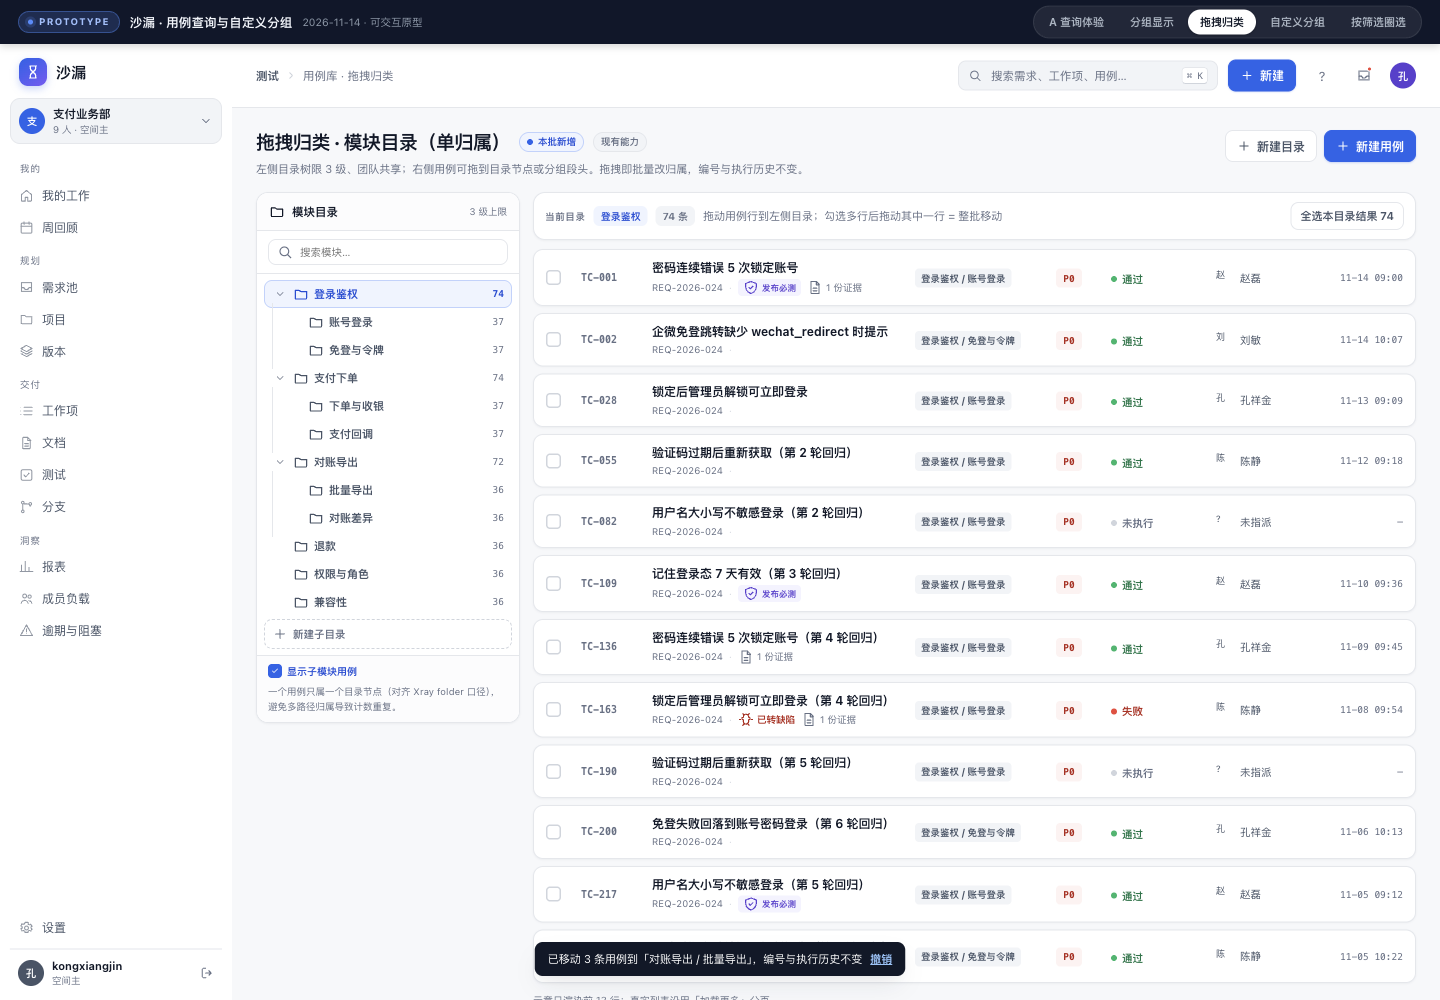 PROTOTYPE 沙漏 · 用例查询与自定义分组 2026-11-14 · 可交互原型
A 查询体验 分组显示 拖拽归类 自定义分组 按筛选圈选
沙漏
支 支付业务部
9 人 · 空间主
我的
我的工作
周回顾
规划
需求池
项目
版本
交付
工作项
文档
测试
分支
洞察
报表
成员负载
逾期与阻塞
设置
孔 kongxiangjin
空间主
测试 用例库 · 拖拽归类
搜索需求、工作项、用例... ⌘ K
新建
?
孔
拖拽归类 · 模块目录（单归属） 本批新增 现有能力
左侧目录树限 3 级、团队共享；右侧用例可拖到目录节点或分组段头。拖拽即批量改归属，编号与执行历史不变。
新建目录 新建用例
模块目录 3 级上限
搜索模块...
登录鉴权 74
账号登录 37
免登与令牌 37
支付下单 74
下单与收银 37
支付回调 37
对账导出 72
批量导出 36
对账差异 36
退款 36
权限与角色 36
兼容性 36
新建子目录
显示子模块用例
一个用例只属一个目录节点（对齐 Xray folder 口径），
避免多路径归属导致计数重复。
当前目录 登录鉴权 74 条 拖动用例行到左侧目录；勾选多行后拖动其中一行 = 整批移动 全选本目录结果 74
TC-001 密码连续错误 5 次锁定账号 登录鉴权 / 账号登录 P0 通过 赵 赵磊 11-14 09:00
REQ-2026-024 · 发布必测 1 份证据
TC-002 企微免登跳转缺少 wechat_redirect 时提示 登录鉴权 / 免登与令牌 P0 通过 刘 刘敏 11-14 10:07
REQ-2026-024 ·
TC-028 锁定后管理员解锁可立即登录 登录鉴权 / 账号登录 P0 通过 孔 孔祥金 11-13 09:09
REQ-2026-024 ·
TC-055 验证码过期后重新获取（第 2 轮回归） 登录鉴权 / 账号登录 P0 通过 陈 陈静 11-12 09:18
REQ-2026-024 ·
TC-082 用户名大小写不敏感登录（第 2 轮回归） 登录鉴权 / 账号登录 P0 未执行 ? 未指派 —
REQ-2026-024 ·
TC-109 记住登录态 7 天有效（第 3 轮回归） 登录鉴权 / 账号登录 P0 通过 赵 赵磊 11-10 09:36
REQ-2026-024 · 发布必测
TC-136 密码连续错误 5 次锁定账号（第 4 轮回归） 登录鉴权 / 账号登录 P0 通过 孔 孔祥金 11-09 09:45
REQ-2026-024 · 1 份证据
TC-163 锁定后管理员解锁可立即登录（第 4 轮回归） 登录鉴权 / 账号登录 P0 失败 陈 陈静 11-08 09:54
REQ-2026-024 · 已转缺陷 1 份证据
TC-190 验证码过期后重新获取（第 5 轮回归） 登录鉴权 / 账号登录 P0 未执行 ? 未指派 —
REQ-2026-024 ·
TC-200 免登失败回落到账号密码登录（第 6 轮回归） 登录鉴权 / 免登与令牌 P0 通过 孔 孔祥金 11-06 10:13
REQ-2026-024 ·
TC-217 用户名大小写不敏感登录（第 5 轮回归） 登录鉴权 / 账号登录 P0 通过 赵 赵磊 11-05 09:12
REQ-2026-024 · 发布必测
登录鉴权 / 免登与令牌 P0 通过 陈 陈静 11-05 10:22
已移动 3 条用例到「对账导出 / 批量导出」，编号与执行历史不变 撤销